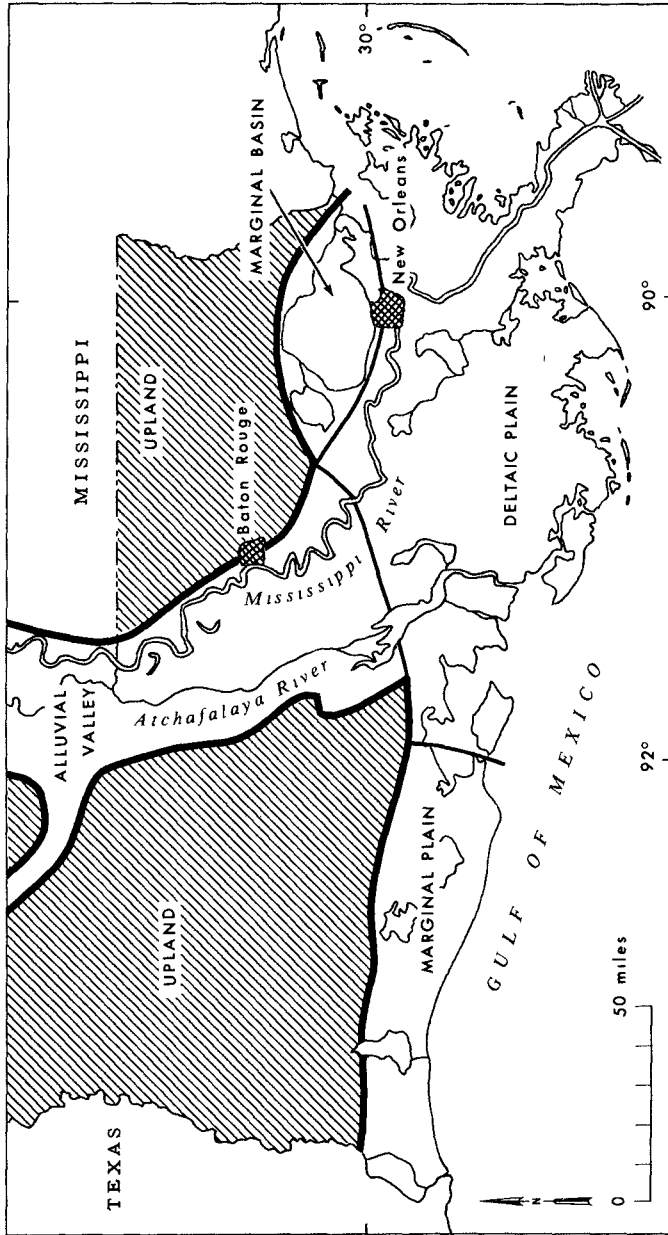 MISSISSIPPI
TEXAS
ALLUVIAL
VALLEY
UPLAND
UPLAND
Baton Rouge
MARGINAL BASIN
30°
Atchafalaya River
Mississippi River
New Orleans
MARGINAL PLAIN
DELTAIC PLAIN
GULF OF MEXICO
N
0
50 miles
92°
90°